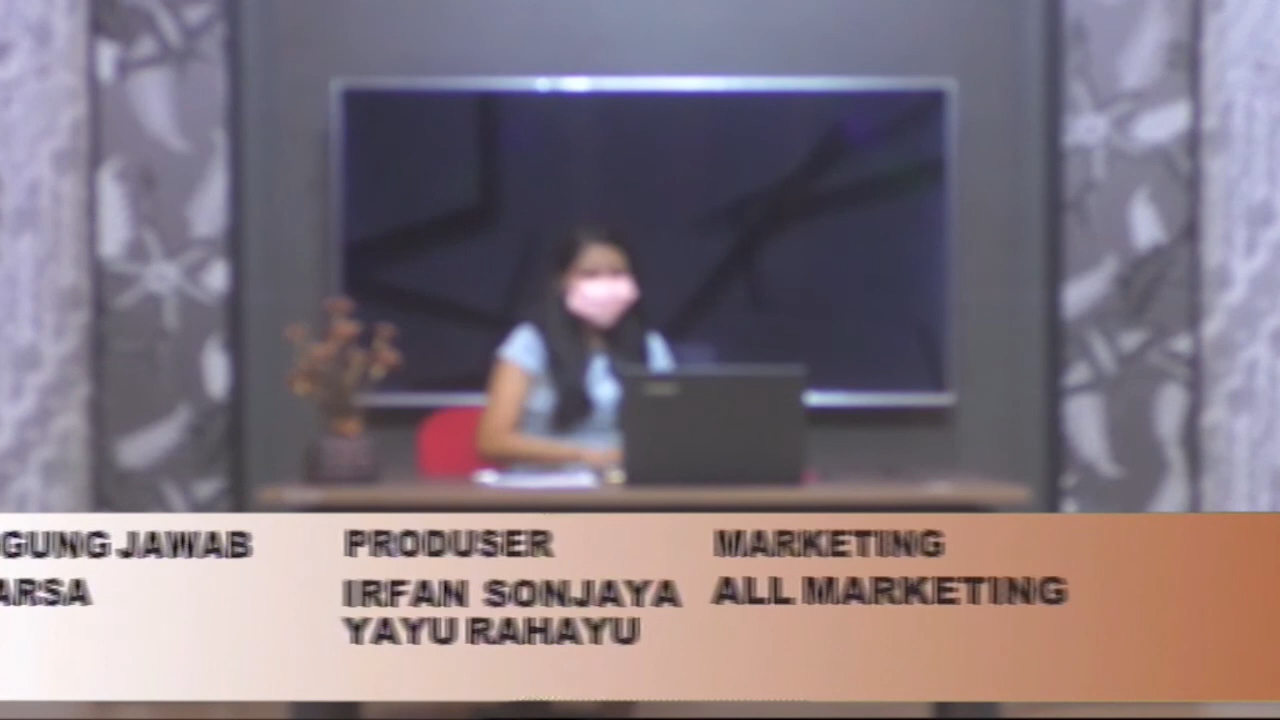 GUNG JAWAB
ARSA
PRODUSER
IRFAN SONJAYA
YAYU RAHAYU
MARKETING
ALL MARKETING